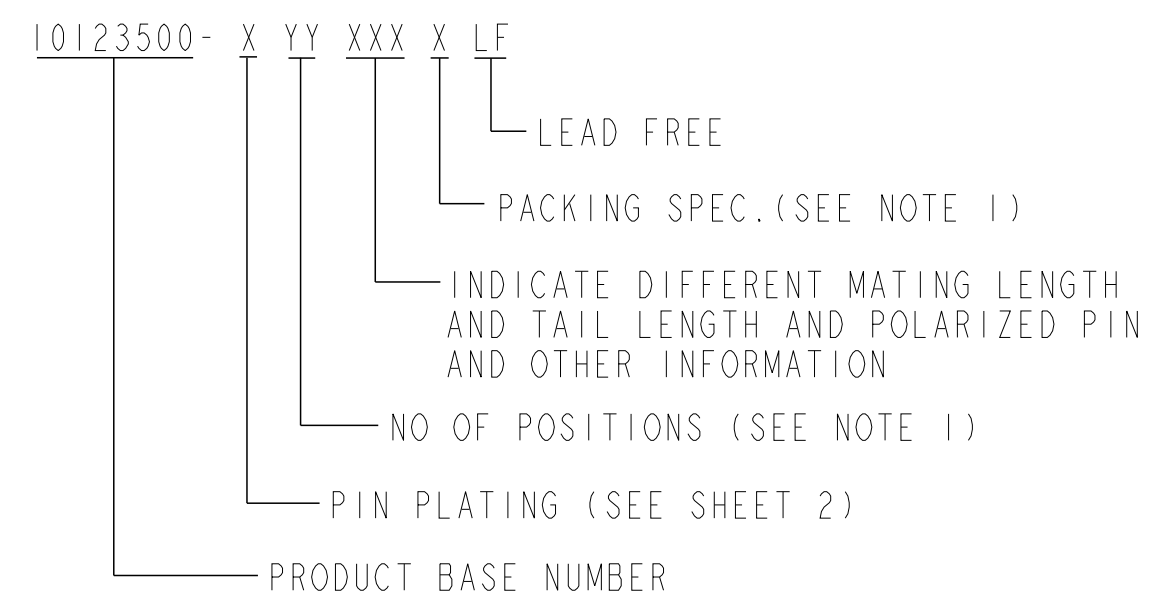 10123500- X YY XXX X LF
LEAD FREE
PACKING SPEC.(SEE NOTE 1)
INDICATE DIFFERENT MATING LENGTH
AND TAIL LENGTH AND POLARIZED PIN
AND OTHER INFORMATION
NO OF POSITIONS (SEE NOTE 1)
PIN PLATING (SEE SHEET 2)
PRODUCT BASE NUMBER